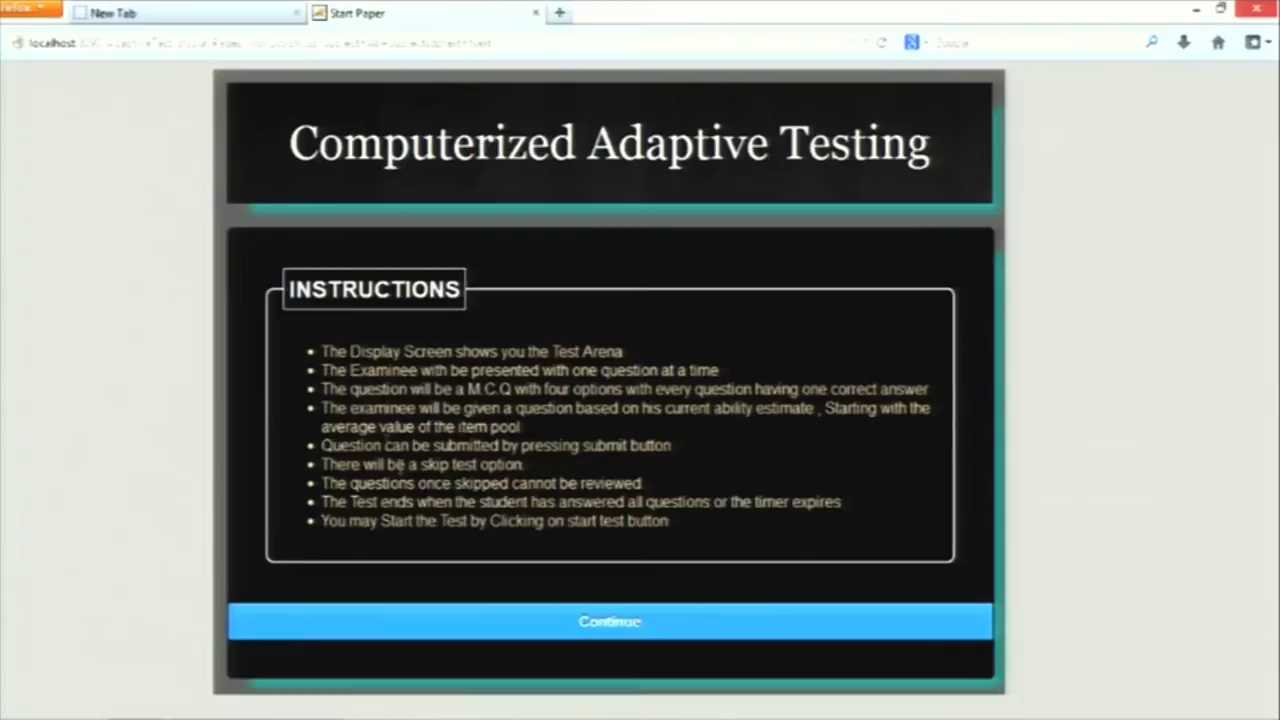 New Tab
Start Paper
localhost
Computerized Adaptive Testing
INSTRUCTIONS
The Display Screen shows you the Test Arena
The Examinee with be presented with one question at a time
The question will be a M.C.Q with four options with every question having one correct answer
The examinee will be given a question based on his current ability estimate , Starting with the
average value of the item pool
Question can be submitted by pressing submit button
There will be a skip test option
The questions once skipped cannot be reviewed
The Test ends when the student has answered all questions or the timer expires
You may Start the Test by Clicking on start test button
Continue